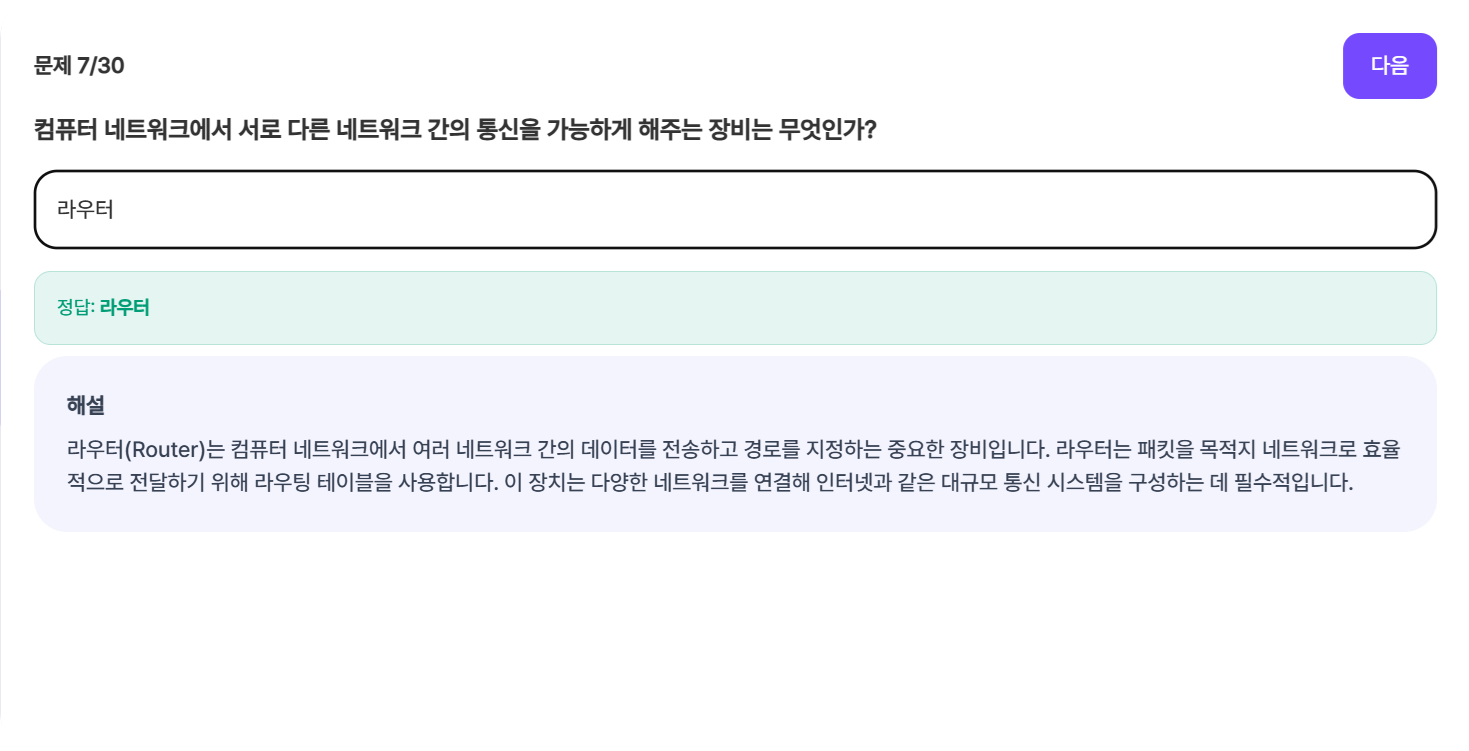 문제 7/30
다음
컴퓨터 네트워크에서 서로 다른 네트워크 간의 통신을 가능하게 해주는 장비는 무엇인가?
라우터
정답: 라우터
해설
라우터(Router)는 컴퓨터 네트워크에서 여러 네트워크 간의 데이터를 전송하고 경로를 지정하는 중요한 장비입니다. 라우터는 패킷을 목적지 네트워크로 효율
적으로 전달하기 위해 라우팅 테이블을 사용합니다. 이 장치는 다양한 네트워크를 연결해 인터넷과 같은 대규모 통신 시스템을 구성하는 데 필수적입니다.